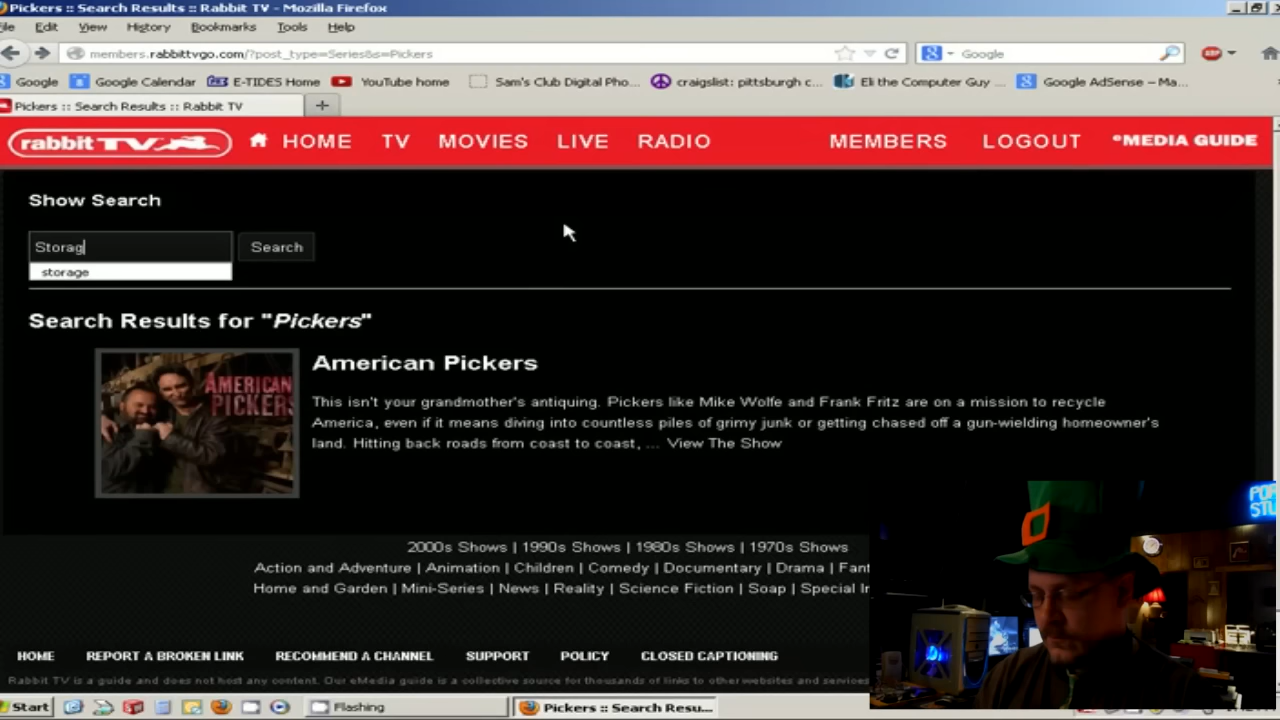 Pickers :: Search Results :: Rabbit TV - Mozilla Firefox
File Edit View History Bookmarks Tools Help
members.rabbittvgo.com/?post_type=Series&s=Pickers Google
Google Google Calendar E-TIDES Home YouTube home Sam's Club Digital Pho... craigslist: pittsburgh c... Eli the Computer Guy ... Google AdSense — Ma...
Pickers :: Search Results :: Rabbit TV
rabbitTV HOME TV MOVIES LIVE RADIO MEMBERS LOGOUT eMEDIA GUIDE
Show Search
Storag Search
storage
Search Results for "Pickers"
AMERICAN PICKERS
American Pickers
This isn't your grandmother's antiquing. Pickers like Mike Wolfe and Frank Fritz are on a mission to recycle
America, even if it means diving into countless piles of grimy junk or getting chased off a gun-wielding homeowner's
land. Hitting back roads from coast to coast, ... View The Show
2000s Shows | 1990s Shows | 1980s Shows | 1970s Shows
Action and Adventure | Animation | Children | Comedy | Documentary | Drama | Fant
Home and Garden | Mini-Series | News | Reality | Science Fiction | Soap | Special In
HOME REPORT A BROKEN LINK RECOMMEND A CHANNEL SUPPORT POLICY CLOSED CAPTIONING
Rabbit TV is a guide and does not host any content. Our eMedia guide is a collective source for thousands of links to other websites and services
Start Flashing Pickers :: Search Resu...